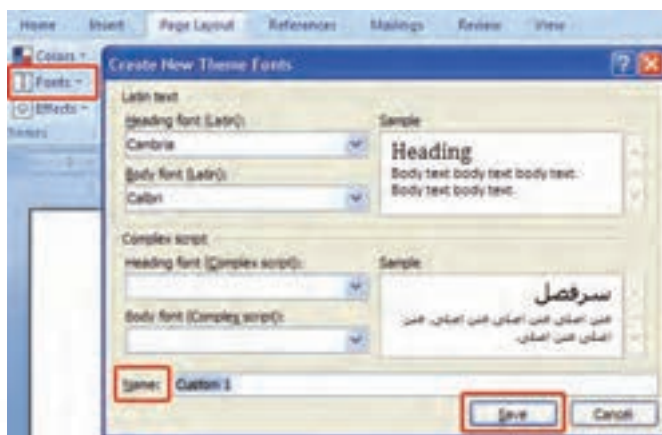 Home Insert Page Layout References Mailings Review View
Colors
Fonts
Effects
Themes
Create New Theme Fonts
Latin text
Heading font (Latin):
Cambria
Body font (Latin):
Calibri
Sample
Heading
Body text body text body text.
Body text body text.
Complex script
Heading font (Complex script):
Body font (Complex script):
Sample
سرفصل
متن اصلی متن اصلی متن اصلی. متن
اصلی متن اصلی.
Name: Custom 1
Save Cancel